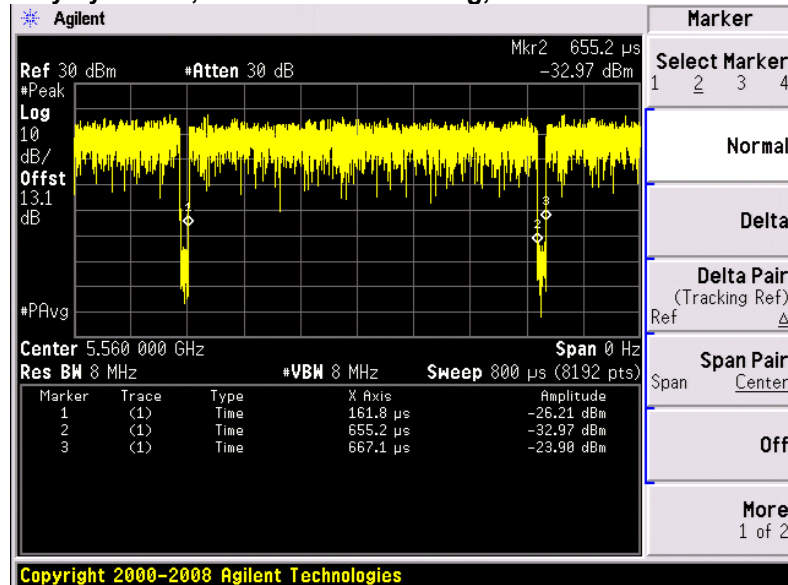 Agilent
Marker
Mkr2 655.2 µs
Ref 30 dBm #Atten 30 dB -32.97 dBm
#Peak
Log
10
dB/
Offst
13.1
dB
1
2
3
#PAvg
Center 5.560 000 GHz Span 0 Hz
Res BW 8 MHz #VBW 8 MHz Sweep 800 µs (8192 pts)
Marker Trace Type X Axis Amplitude
1 (1) Time 161.8 µs -26.21 dBm
2 (1) Time 655.2 µs -32.97 dBm
3 (1) Time 667.1 µs -23.90 dBm
Select Marker
1 2 3 4
Normal
Delta
Delta Pair
(Tracking Ref)
Ref Δ
Span Pair
Span Center
Off
More
1 of 2
Copyright 2000-2008 Agilent Technologies